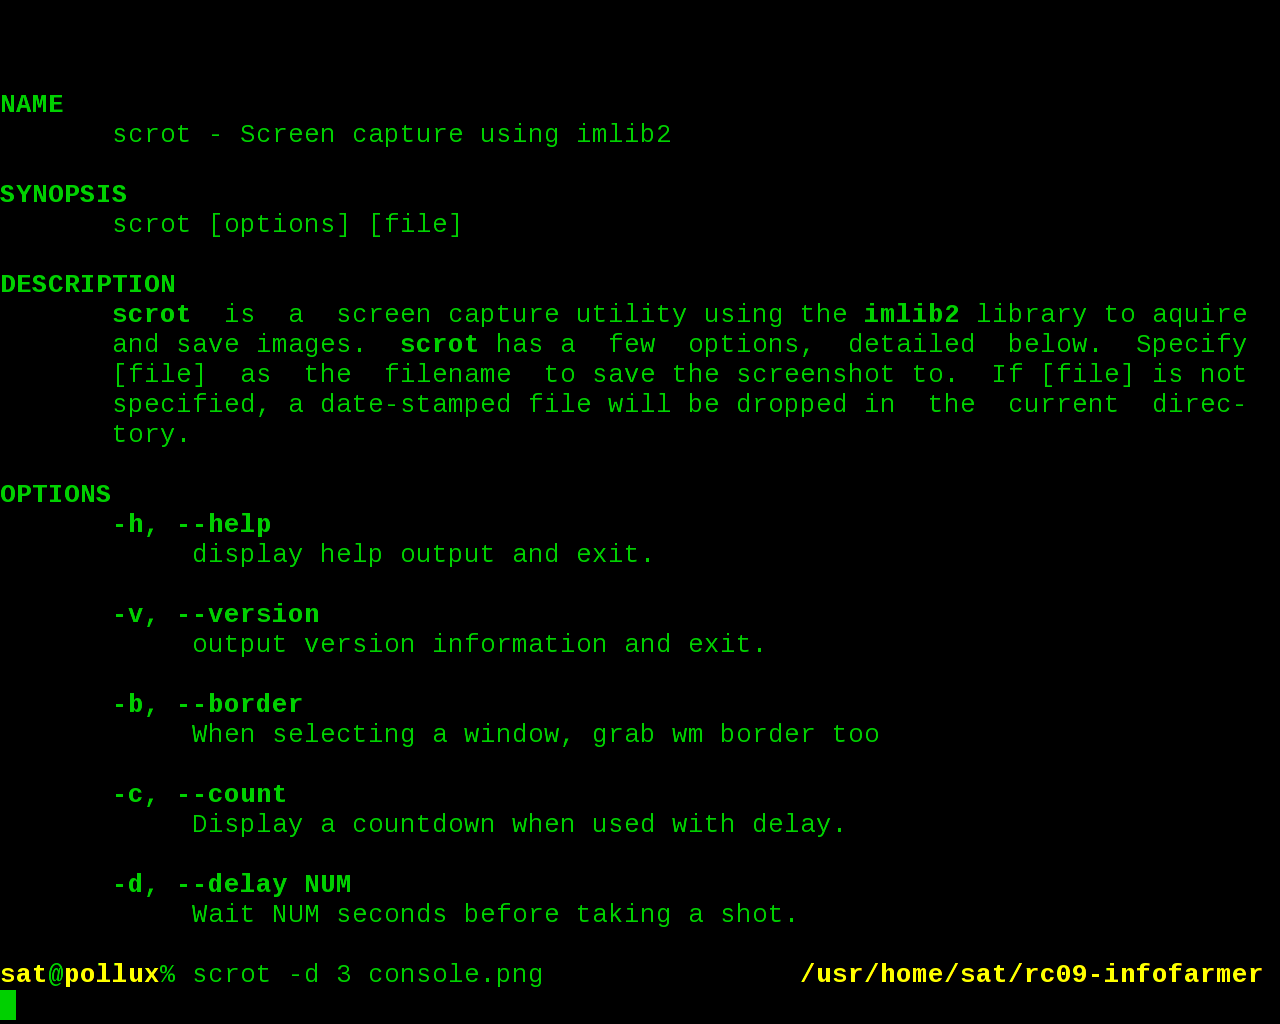 NAME
scrot - Screen capture using imlib2
SYNOPSIS
scrot [options] [file]
DESCRIPTION
scrot  is  a  screen capture utility using the imlib2 library to aquire
and save images.  scrot has a  few  options,  detailed  below.  Specify
[file]  as  the  filename  to save the screenshot to.  If [file] is not
specified, a date-stamped file will be dropped in  the  current  direc-
tory.
OPTIONS
-h, --help
display help output and exit.
-v, --version
output version information and exit.
-b, --border
When selecting a window, grab wm border too
-c, --count
Display a countdown when used with delay.
-d, --delay NUM
Wait NUM seconds before taking a shot.
sat@pollux% scrot -d 3 console.png                /usr/home/sat/rc09-infofarmer